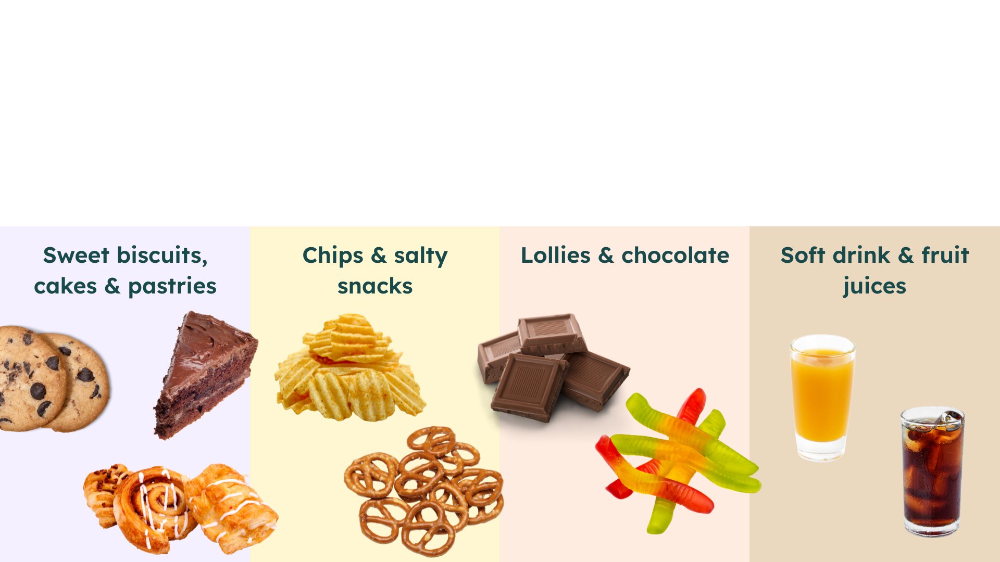 Sweet biscuits,
cakes & pastries
Chips & salty
snacks
Lollies & chocolate
Soft drink & fruit
juices